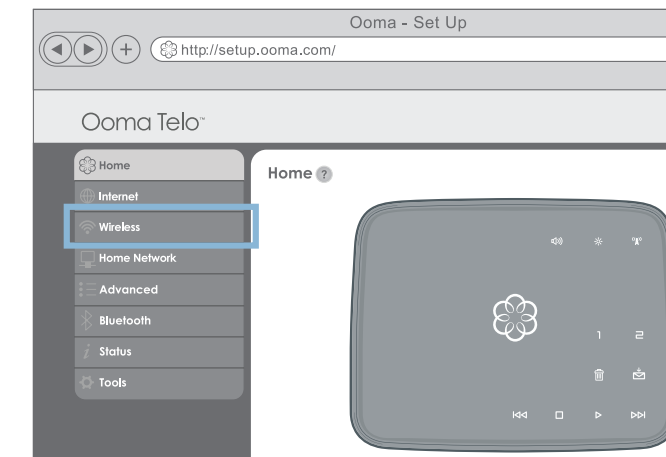 Ooma - Set Up
http://setup.ooma.com/
Ooma Telo™
Home
Internet
Wireless
Home Network
Advanced
Bluetooth
Status
Tools
Home ?
1 2